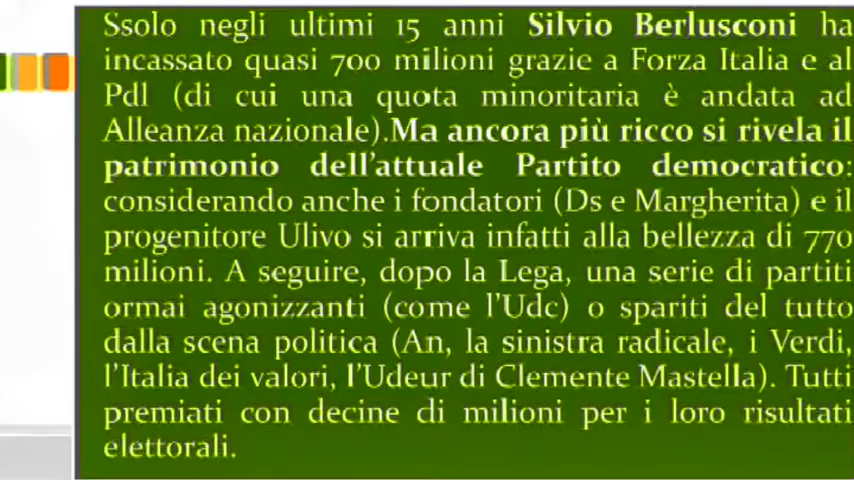 Ssolo negli ultimi 15 anni Silvio Berlusconi ha
incassato quasi 700 milioni grazie a Forza Italia e al
Pdl (di cui una quota minoritaria è andata ad
Alleanza nazionale).Ma ancora più ricco si rivela il
patrimonio dell'attuale Partito democratico:
considerando anche i fondatori (Ds e Margherita) e il
progenitore Ulivo si arriva infatti alla bellezza di 770
milioni. A seguire, dopo la Lega, una serie di partiti
ormai agonizzanti (come l'Udc) o spariti del tutto
dalla scena politica (An, la sinistra radicale, i Verdi,
l'Italia dei valori, l'Udeur di Clemente Mastella). Tutti
premiati con decine di milioni per i loro risultati
elettorali.